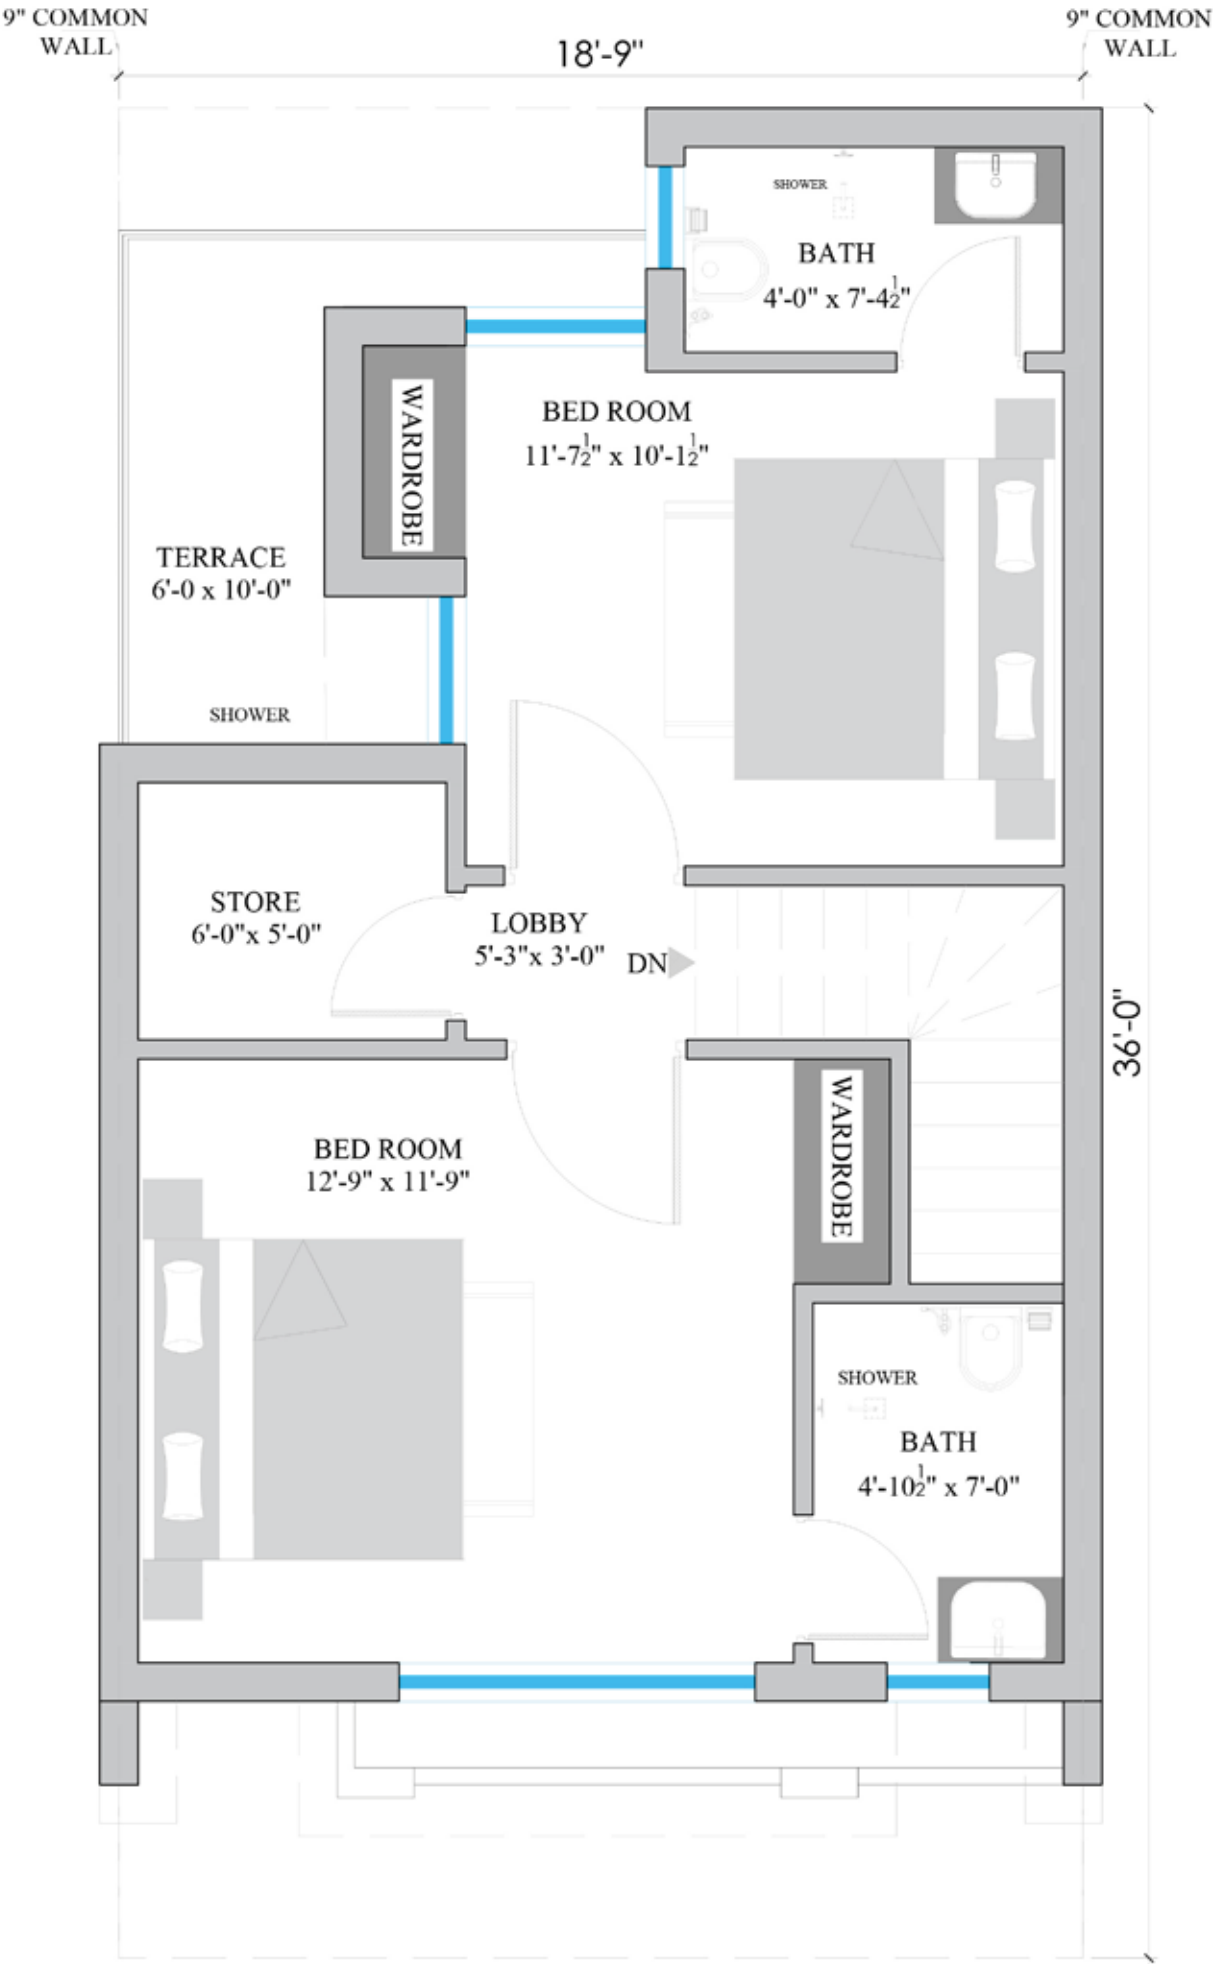 9" COMMON
WALL
9" COMMON
WALL
18'-9"
SHOWER
BATH
4'-0" x 7'-4½"
BED ROOM
11'-7½" x 10'-1½"
WARDROBE
TERRACE
6'-0 x 10'-0"
SHOWER
STORE
6'-0"x 5'-0"
LOBBY
5'-3"x 3'-0"
DN
36'-0"
BED ROOM
12'-9" x 11'-9"
WARDROBE
SHOWER
BATH
4'-10½" x 7'-0"